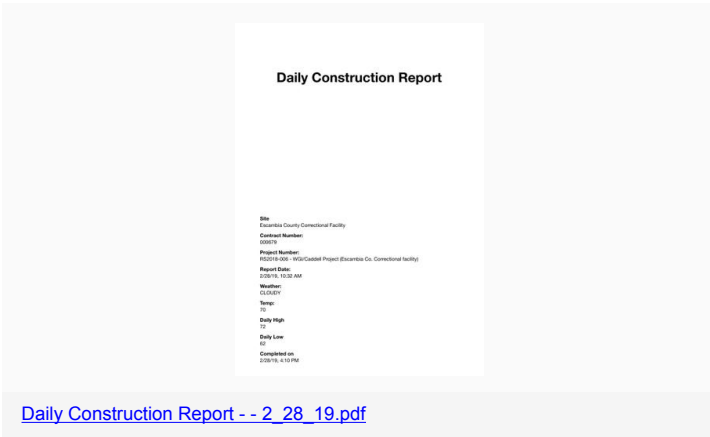 Daily Construction Report
Site
Escambia County Correctional Facility
Contract Number:
609679
Project Number:
RS2018-006 - WGI/Caddell Project (Escambia Co. Correctional facility)
Report Date:
2/28/19, 10:32 AM
Weather:
CLOUDY
Temp:
70
Daily High
72
Daily Low
62
Completed on
2/28/19, 4:10 PM
Daily Construction Report - - 2_28_19.pdf